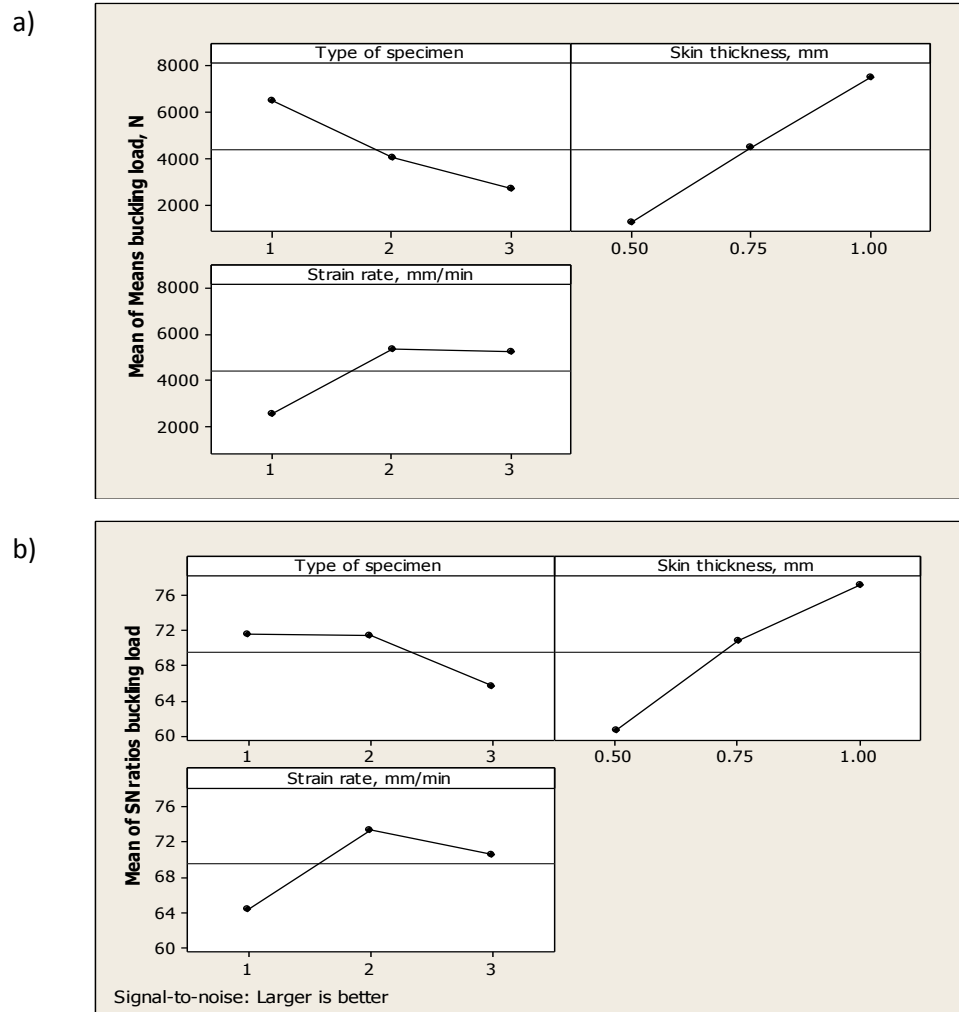 a)
Type of specimen
Skin thickness, mm
8000
6000
4000
2000
1 2 3
0.50 0.75 1.00
Strain rate, mm/min
8000
6000
4000
2000
1 2 3
Mean of Means buckling load, N
b)
Type of specimen
Skin thickness, mm
76
72
68
64
60
1 2 3
0.50 0.75 1.00
Strain rate, mm/min
76
72
68
64
60
1 2 3
Mean of SN ratios buckling load
Signal-to-noise: Larger is better